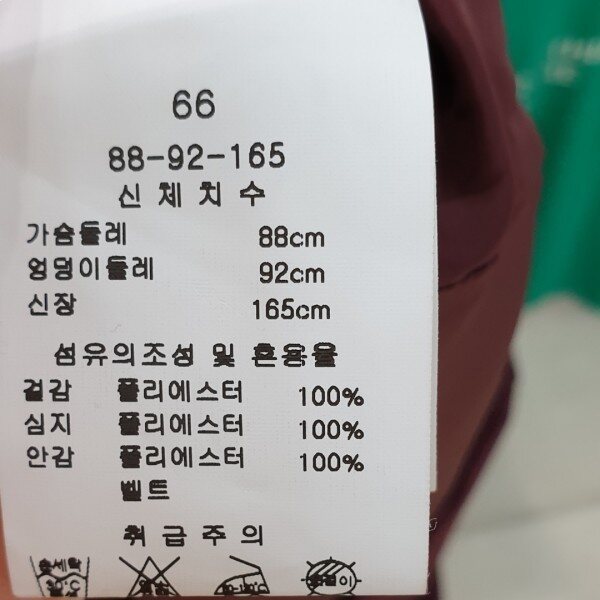 66
88-92-165
신체치수
가슴둘레 88cm
엉덩이둘레 92cm
신장 165cm
섬유의조성 및 혼용율
겉감 폴리에스터 100%
심지 폴리에스터 100%
안감 폴리에스터 100%
벨트
취급주의